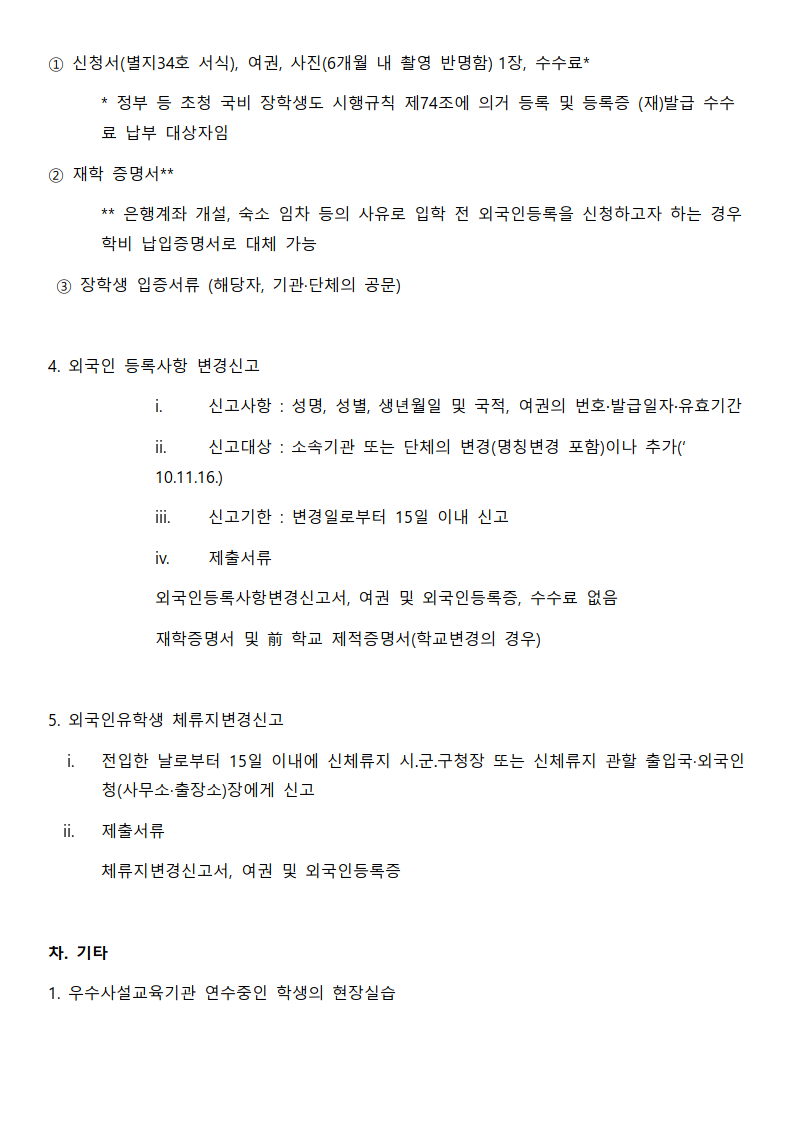 ① 신청서(별지34호 서식), 여권, 사진(6개월 내 촬영 반명함) 1장, 수수료*
* 정부 등 초청 국비 장학생도 시행규칙 제74조에 의거 등록 및 등록증 (재)발급 수수
료 납부 대상자임
② 재학 증명서**
** 은행계좌 개설, 숙소 임차 등의 사유로 입학 전 외국인등록을 신청하고자 하는 경우
학비 납입증명서로 대체 가능
③ 장학생 입증서류 (해당자, 기관·단체의 공문)
4. 외국인 등록사항 변경신고
i. 신고사항 : 성명, 성별, 생년월일 및 국적, 여권의 번호·발급일자·유효기간
ii. 신고대상 : 소속기관 또는 단체의 변경(명칭변경 포함)이나 추가(‘
10.11.16.)
iii. 신고기한 : 변경일로부터 15일 이내 신고
iv. 제출서류
외국인등록사항변경신고서, 여권 및 외국인등록증, 수수료 없음
재학증명서 및 前 학교 제적증명서(학교변경의 경우)
5. 외국인유학생 체류지변경신고
i. 전입한 날로부터 15일 이내에 신체류지 시.군.구청장 또는 신체류지 관할 출입국·외국인
청(사무소·출장소)장에게 신고
ii. 제출서류
체류지변경신고서, 여권 및 외국인등록증
차. 기타
1. 우수사설교육기관 연수중인 학생의 현장실습